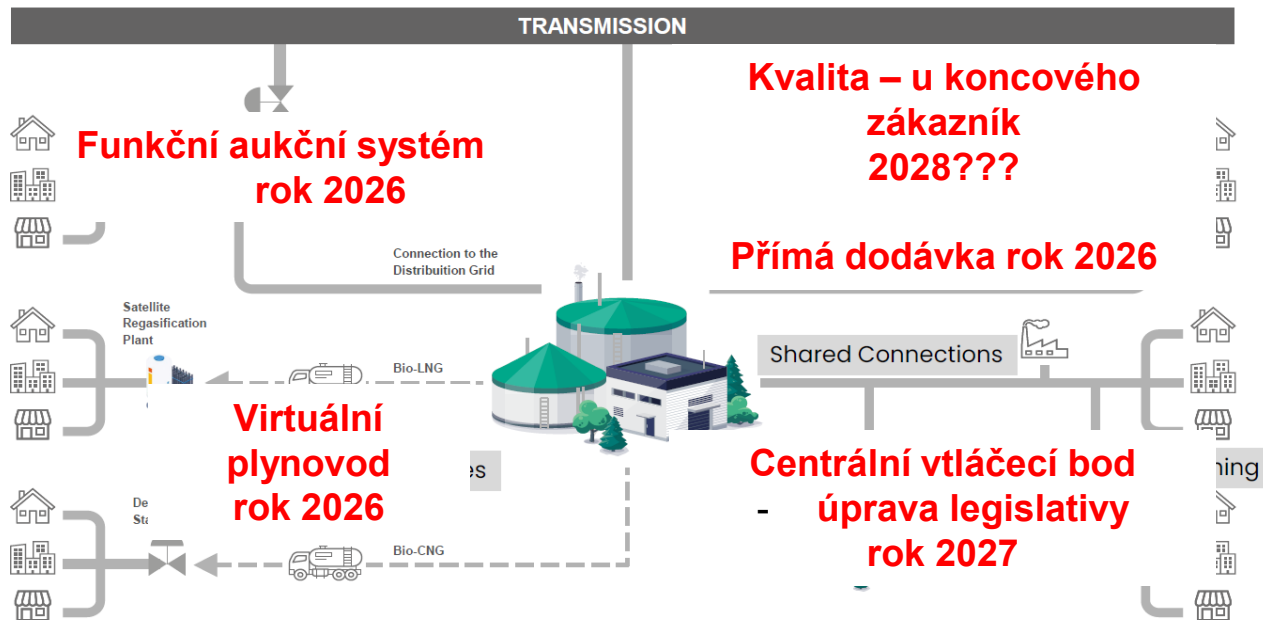 TRANSMISSION
Kvalita – u koncového
zákazník
2028???
Funkční aukční systém
rok 2026
Connection to the
Distribuition Grid
Přímá dodávka rok 2026
Satellite
Regasification
Plant
Bio-LNG
Shared Connections
Virtuální
plynovod
rok 2026
Centrální vtláčecí bod
- úprava legislativy
rok 2027
Bio-CNG